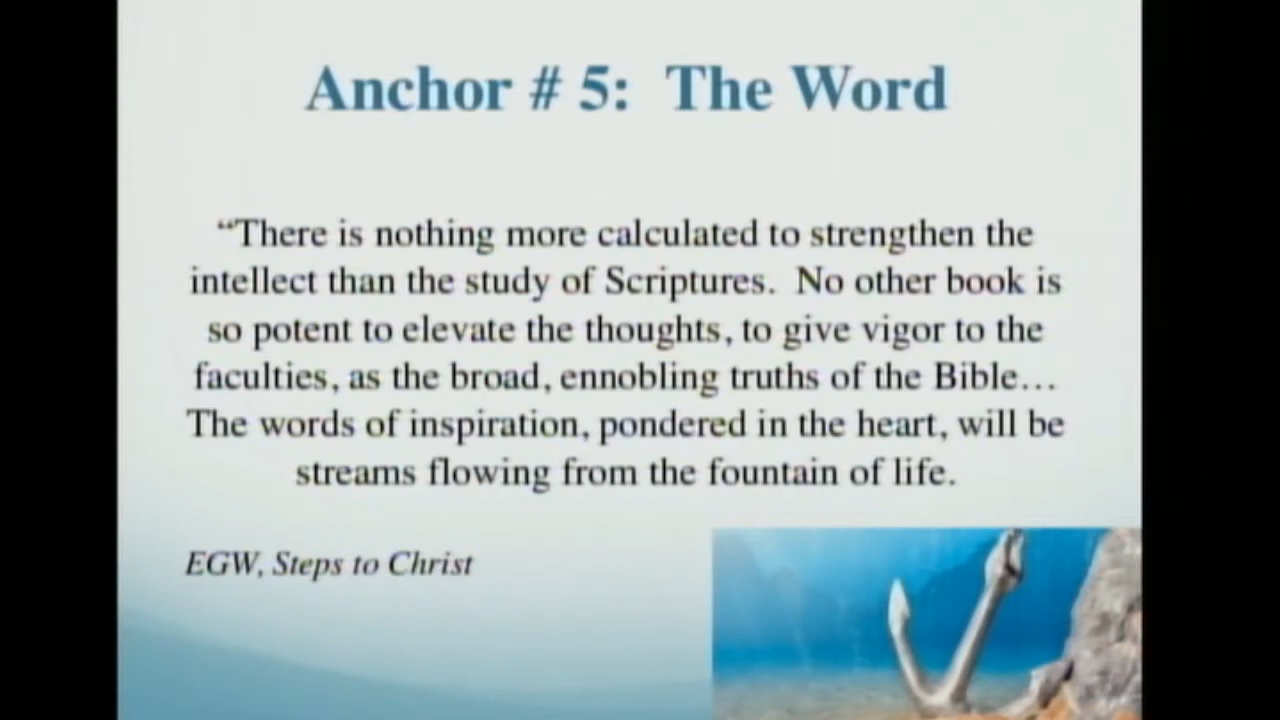 Anchor # 5:  The Word
“There is nothing more calculated to strengthen the
intellect than the study of Scriptures.  No other book is
so potent to elevate the thoughts, to give vigor to the
faculties, as the broad, ennobling truths of the Bible…
The words of inspiration, pondered in the heart, will be
streams flowing from the fountain of life.
EGW, Steps to Christ